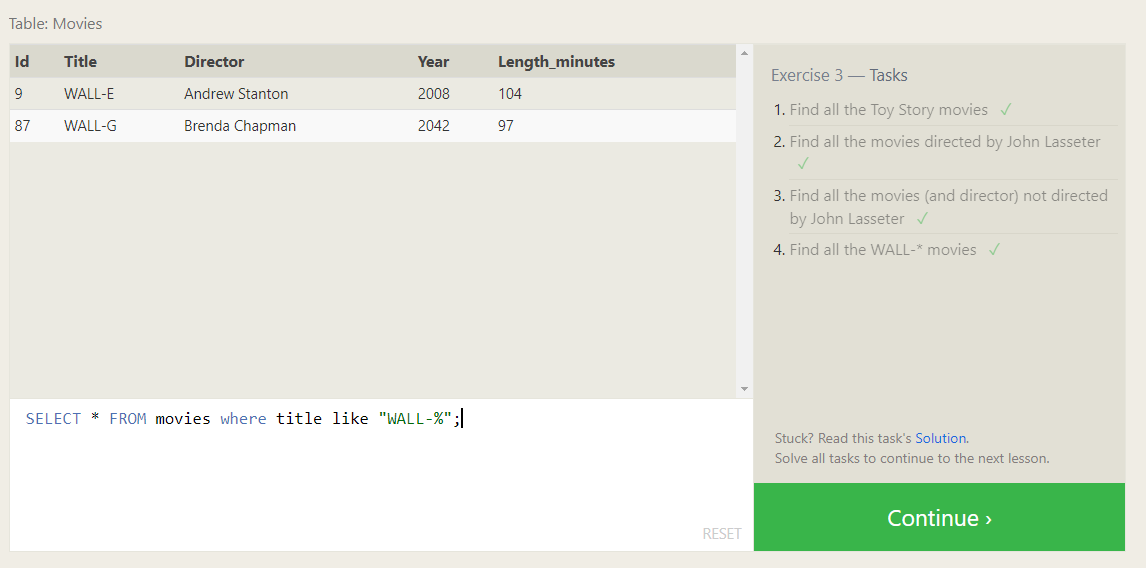 Table: Movies
Id Title Director Year Length_minutes
9 WALL-E Andrew Stanton 2008 104
87 WALL-G Brenda Chapman 2042 97
SELECT * FROM movies where title like "WALL-%";
RESET
Exercise 3 — Tasks
1. Find all the Toy Story movies ✓
2. Find all the movies directed by John Lasseter
✓
3. Find all the movies (and director) not directed
by John Lasseter ✓
4. Find all the WALL-* movies ✓
Stuck? Read this task's Solution.
Solve all tasks to continue to the next lesson.
Continue ›